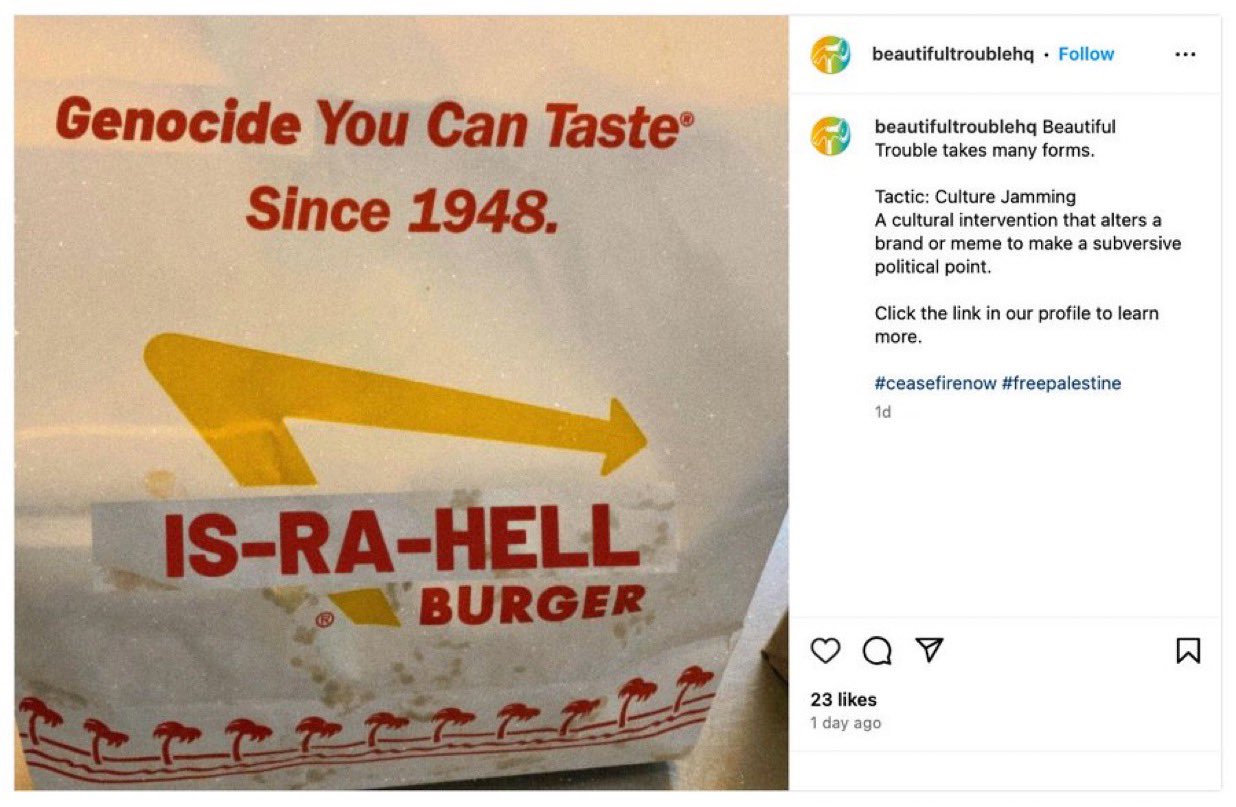 Genocide You Can Taste®
Since 1948.
IS-RA-HELL
BURGER
®
beautifultroublehq • Follow
beautifultroublehq Beautiful
Trouble takes many forms.
Tactic: Culture Jamming
A cultural intervention that alters a
brand or meme to make a subversive
political point.
Click the link in our profile to learn
more.
#ceasefirenow #freepalestine
1d
23 likes
1 day ago